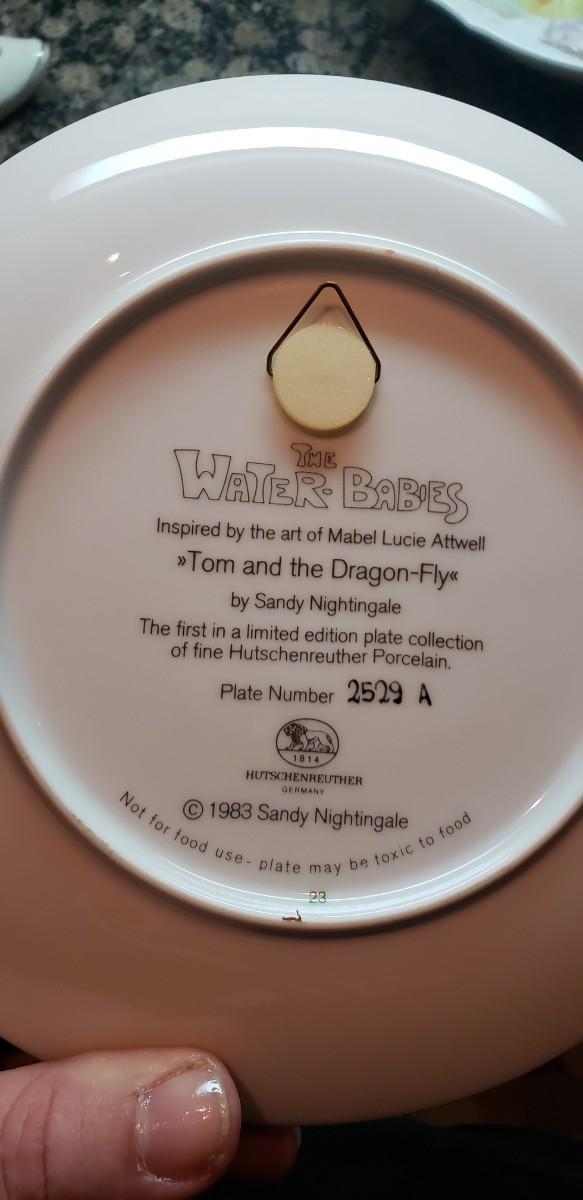 THE
WATER-BABIES
Inspired by the art of Mabel Lucie Attwell
»Tom and the Dragon-Fly«
by Sandy Nightingale
The first in a limited edition plate collection
of fine Hutschenreuther Porcelain.
Plate Number 2529 A
1814
HUTSCHENREUTHER
GERMANY
© 1983 Sandy Nightingale
Not for food use - plate may be toxic to food
23